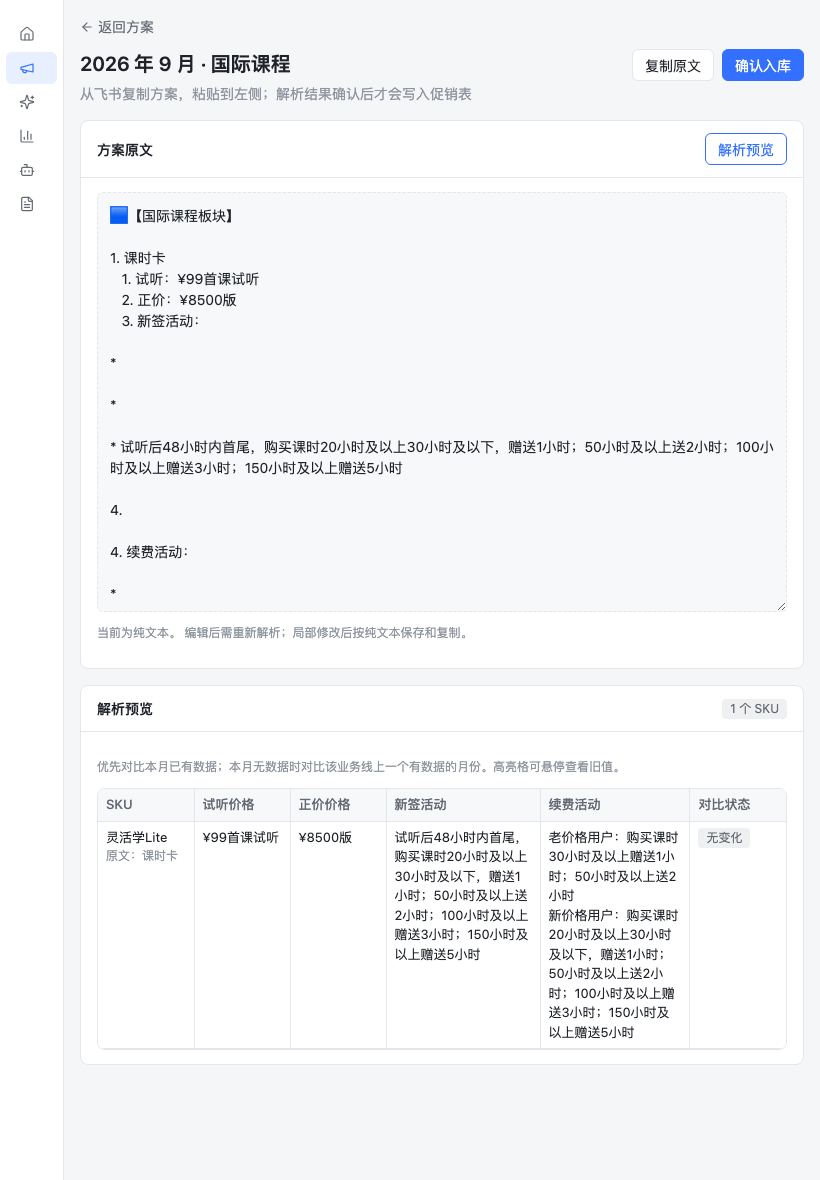 返回方案
2026 年 9 月 · 国际课程
从飞书复制方案，粘贴到左侧；解析结果确认后才会写入促销表
复制原文
确认入库
方案原文
解析预览
【国际课程板块】
1. 课时卡
1. 试听：¥99首课试听
2. 正价：¥8500版
3. 新签活动：
*
*
* 试听后48小时内首尾，购买课时20小时及以上30小时及以下，赠送1小时；50小时及以上送2小时；100小
时及以上赠送3小时；150小时及以上赠送5小时
4.
4. 续费活动：
*
当前为纯文本。 编辑后需重新解析；局部修改后按纯文本保存和复制。
解析预览
1 个 SKU
优先对比本月已有数据；本月无数据时对比该业务线上一个有数据的月份。高亮格可悬停查看旧值。
SKU
试听价格
正价价格
新签活动
续费活动
对比状态
灵活学Lite
原文：课时卡
¥99首课试听
¥8500版
试听后48小时内首尾，
购买课时20小时及以上
30小时及以下，赠送1
小时；50小时及以上送
2小时；100小时及以上
赠送3小时；150小时及
以上赠送5小时
老价格用户：购买课时
30小时及以上赠送1小
时；50小时及以上送2
小时
新价格用户：购买课时
20小时及以上30小时
及以下，赠送1小时；
50小时及以上送2小
时；100小时及以上赠
送3小时；150小时及
以上赠送5小时
无变化